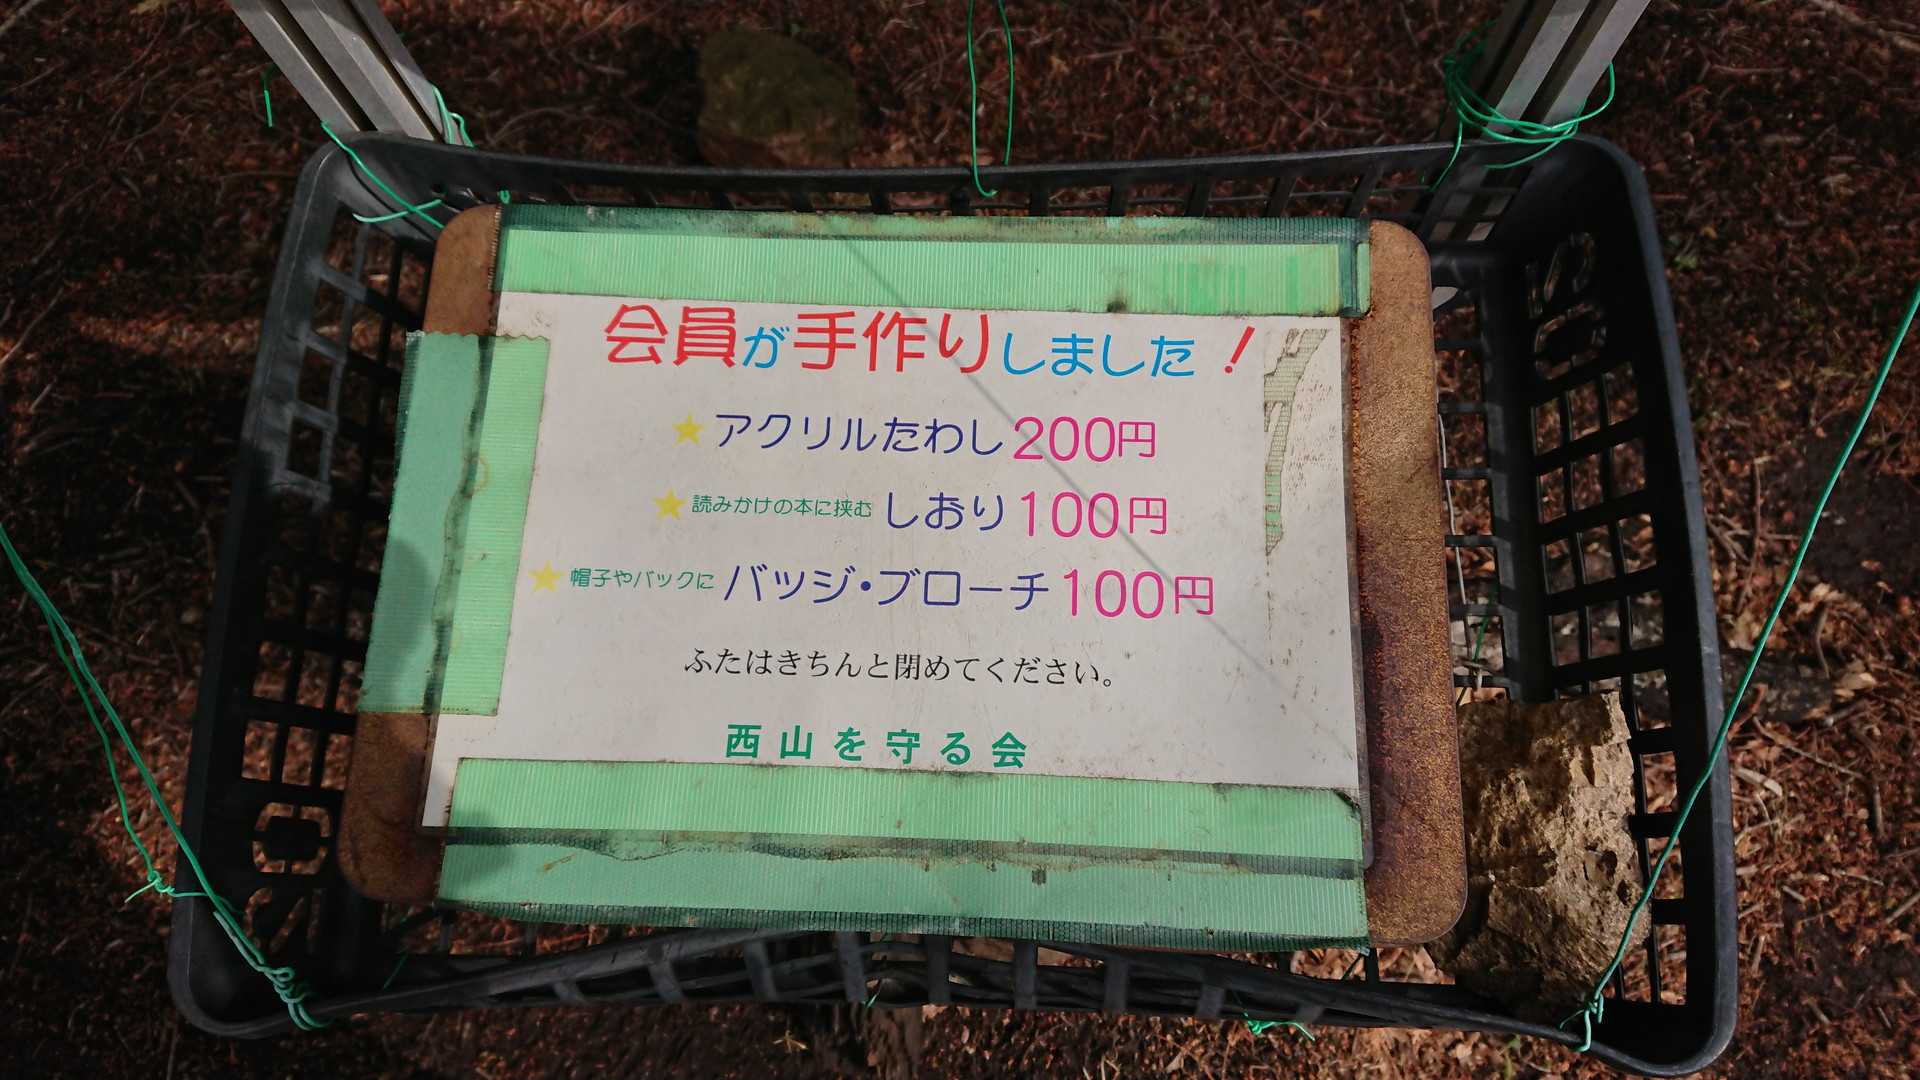 会員が手作りしました！
★アクリルたわし200円
★読みかけの本に挟む しおり100円
★帽子やバックに バッジ・ブローチ100円
ふたはきちんと閉めてください。
西山を守る会